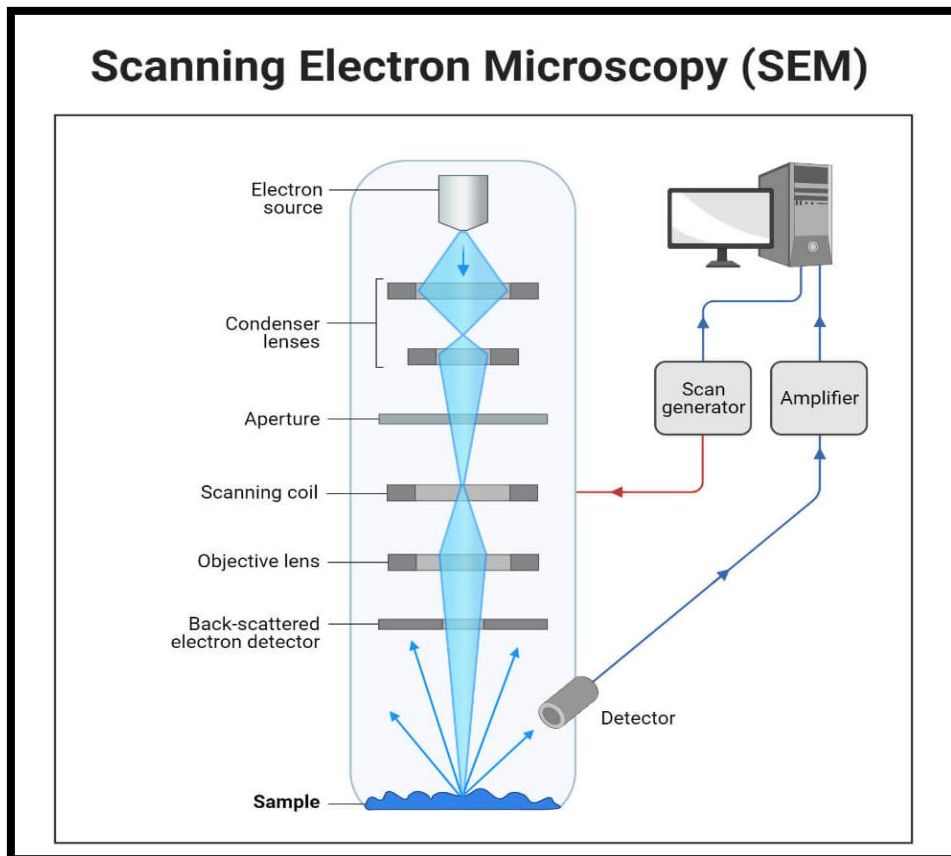 Scanning Electron Microscopy (SEM)
Electron
source
Condenser
lenses
Aperture
Scanning coil
Objective lens
Back-scattered
electron detector
Sample
Scan
generator
Amplifier
Detector